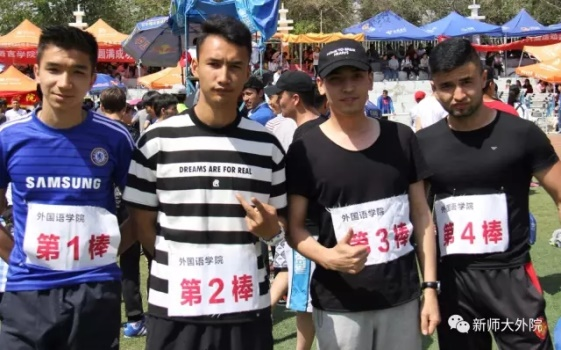 SAMSUNG
外国语学院
第1棒
DREAMS ARE FOR REAL
外国语学院
第2棒
外国语学院
第3棒
外国语学院
第4棒
新师大外院